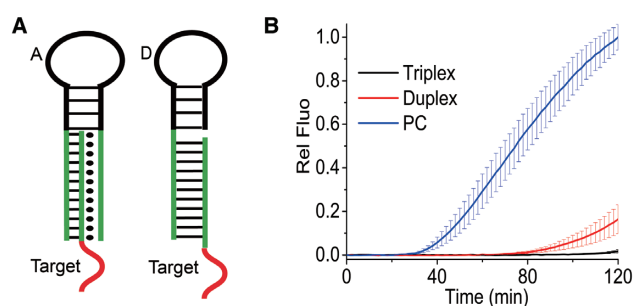 A
A
D
Target
Target
B
Rel Fluo
1.0
0.8
0.6
0.4
0.2
0.0
Triplex
Duplex
PC
0
40
80
120
Time (min)